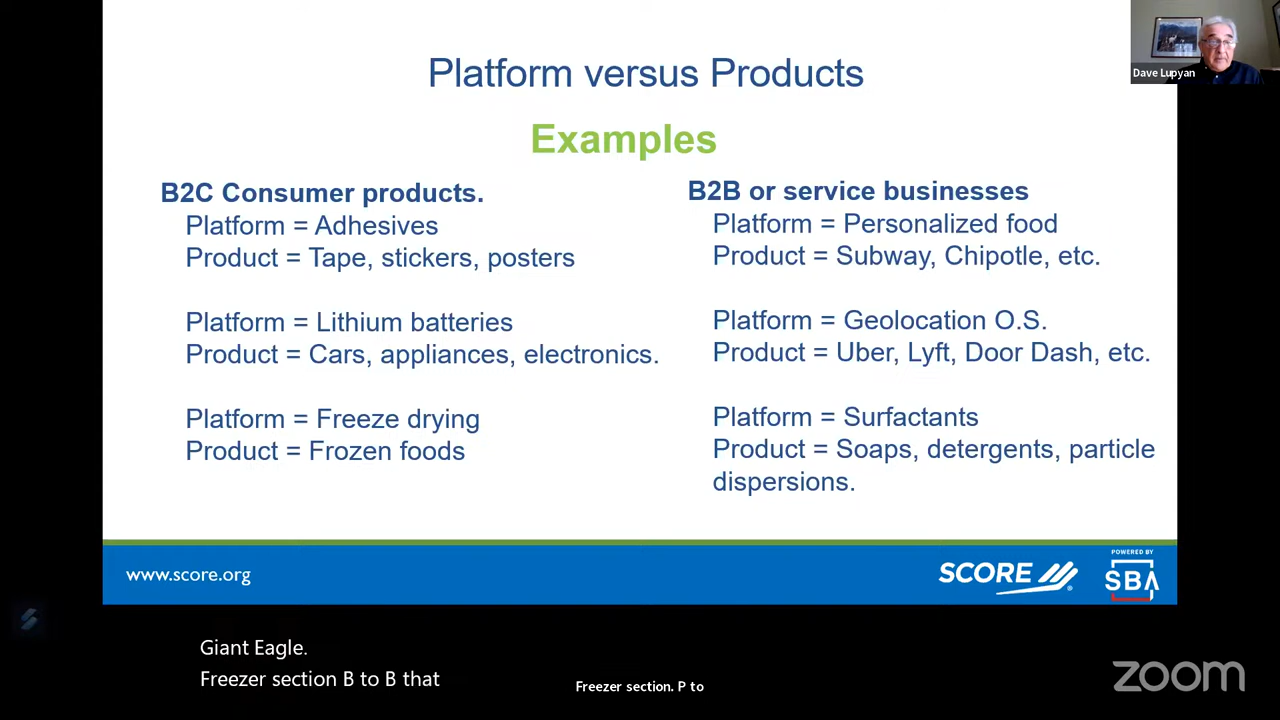 Platform versus Products
Dave Lupyan
Examples
B2C Consumer products.
Platform = Adhesives
Product = Tape, stickers, posters
Platform = Lithium batteries
Product = Cars, appliances, electronics.
Platform = Freeze drying
Product = Frozen foods
B2B or service businesses
Platform = Personalized food
Product = Subway, Chipotle, etc.
Platform = Geolocation O.S.
Product = Uber, Lyft, Door Dash, etc.
Platform = Surfactants
Product = Soaps, detergents, particle
dispersions.
www.score.org
SCORE
POWERED BY
SBA
Giant Eagle.
Freezer section B to B that
Freezer section. P to
zoom